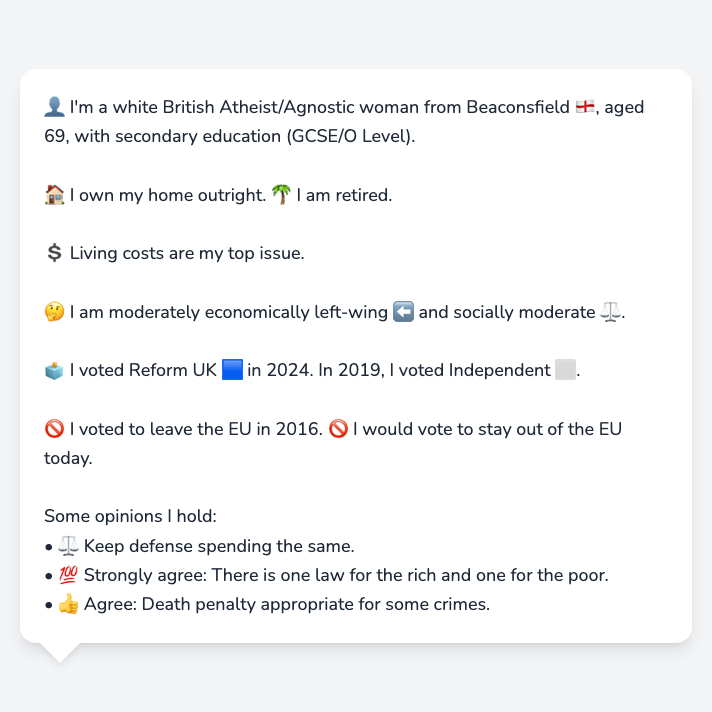 👤 I'm a white British Atheist/Agnostic woman from Beaconsfield 🏴󠁧󠁢󠁥󠁮󠁧󠁿, aged
69, with secondary education (GCSE/O Level).
🏠 I own my home outright. 🌴 I am retired.
💲 Living costs are my top issue.
🤔 I am moderately economically left-wing ⬅️ and socially moderate ⚖️.
🗳️ I voted Reform UK 🟦 in 2024. In 2019, I voted Independent ⬜.
🚫 I voted to leave the EU in 2016. 🚫 I would vote to stay out of the EU
today.
Some opinions I hold:
• ⚖️ Keep defense spending the same.
• 💯 Strongly agree: There is one law for the rich and one for the poor.
• 👍 Agree: Death penalty appropriate for some crimes.